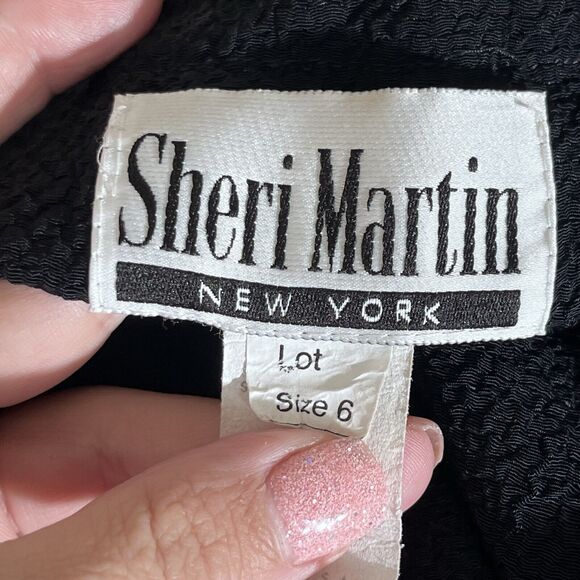 Sheri Martin
NEW YORK
Lot
Size 6